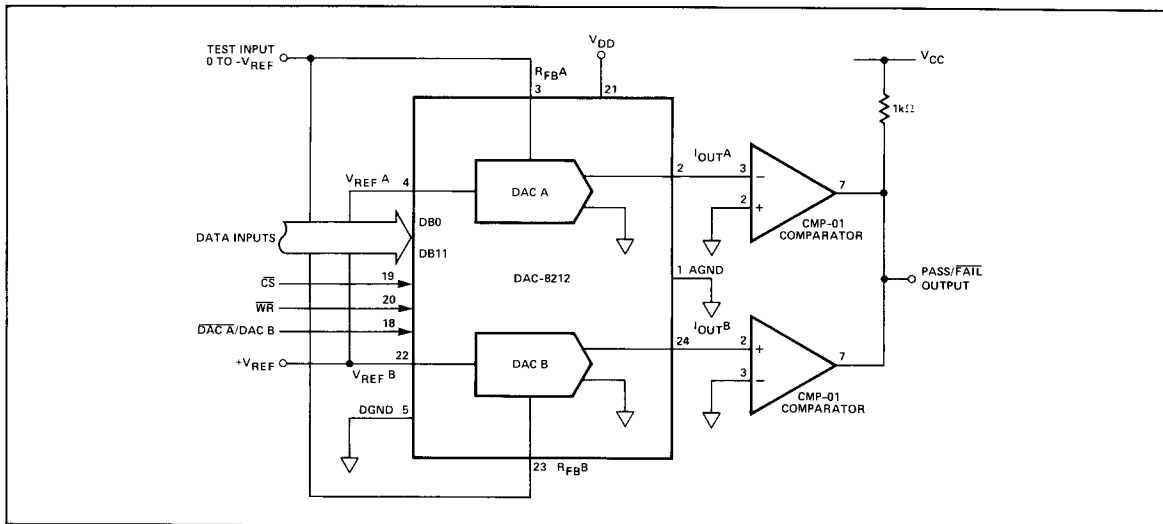 TEST INPUT
0 TO -VREF
VDD
RFBA
3
21
VCC
1kΩ
IOUTA
2
3
−
VREF A
4
DAC A
7
2
+
DB0
CMP-01
COMPARATOR
DATA INPUTS
DB11
1 AGND
PASS/FAIL
OUTPUT
DAC-8212
CS
19
WR
20
DAC A/DAC B
18
IOUTB
24
2
+
+VREF
22
VREF B
DAC B
7
3
−
DGND
5
CMP-01
COMPARATOR
23 RFBB